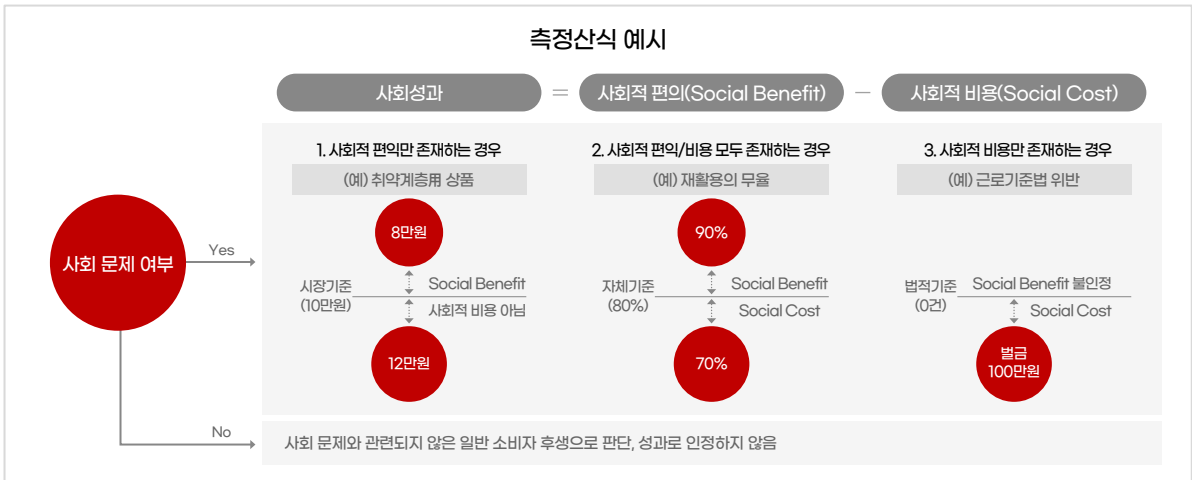 측정산식 예시
사회성과 = 사회적 편의(Social Benefit) − 사회적 비용(Social Cost)
사회 문제 여부
Yes
1. 사회적 편익만 존재하는 경우
(예) 취약계층用 상품
8만원
시장기준
(10만원)
Social Benefit
사회적 비용 아님
12만원
2. 사회적 편익/비용 모두 존재하는 경우
(예) 재활용의 무율
90%
자체기준
(80%)
Social Benefit
Social Cost
70%
3. 사회적 비용만 존재하는 경우
(예) 근로기준법 위반
법적기준
(0건)
Social Benefit 불인정
Social Cost
벌금
100만원
No
사회 문제와 관련되지 않은 일반 소비자 후생으로 판단, 성과로 인정하지 않음